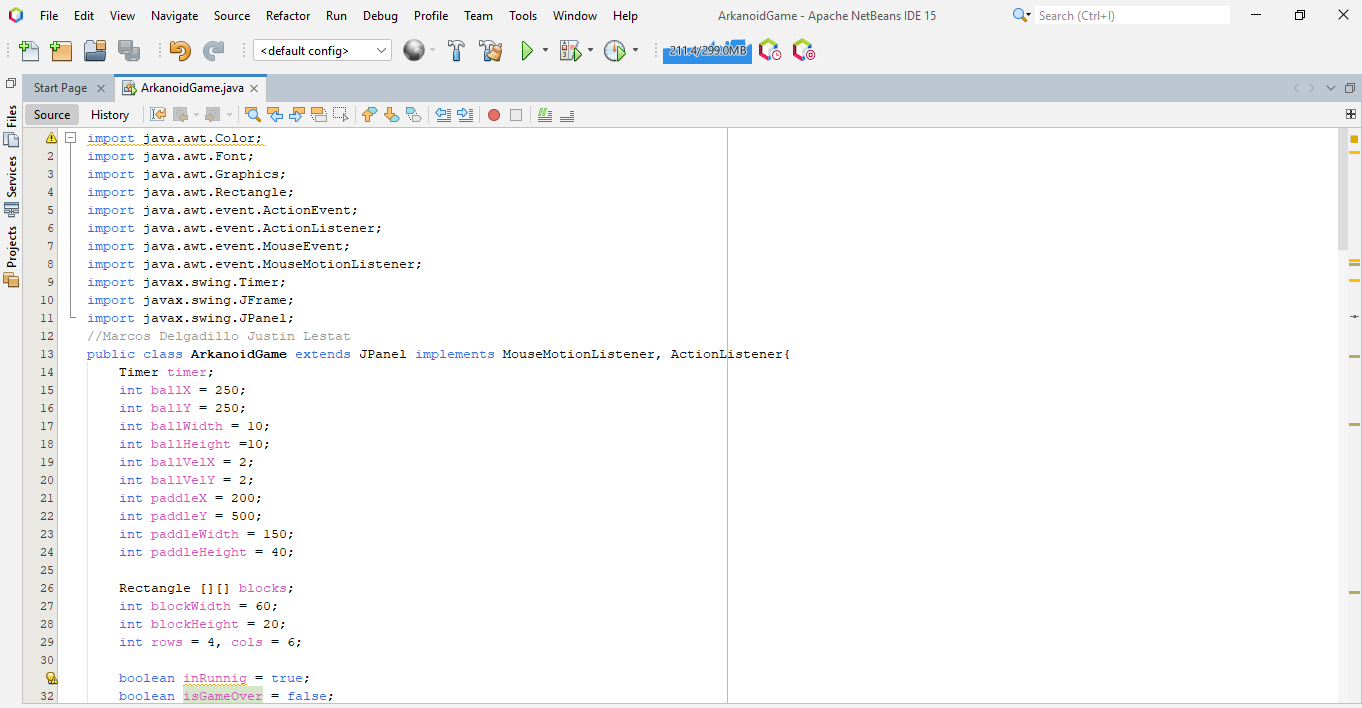 File Edit View Navigate Source Refactor Run Debug Profile Team Tools Window Help ArkanoidGame - Apache NetBeans IDE 15 Search (Ctrl+I)
<default config> 211.4/299.0MB
Start Page ArkanoidGame.java
Source History
Files
Services
Projects
import java.awt.Color;
2 import java.awt.Font;
3 import java.awt.Graphics;
4 import java.awt.Rectangle;
5 import java.awt.event.ActionEvent;
6 import java.awt.event.ActionListener;
7 import java.awt.event.MouseEvent;
8 import java.awt.event.MouseMotionListener;
9 import javax.swing.Timer;
10 import javax.swing.JFrame;
11 import javax.swing.JPanel;
12 //Marcos Delgadillo Justin Lestat
13 public class ArkanoidGame extends JPanel implements MouseMotionListener, ActionListener{
14 Timer timer;
15 int ballX = 250;
16 int ballY = 250;
17 int ballWidth = 10;
18 int ballHeight =10;
19 int ballVelX = 2;
20 int ballVelY = 2;
21 int paddleX = 200;
22 int paddleY = 500;
23 int paddleWidth = 150;
24 int paddleHeight = 40;
25
26 Rectangle [][] blocks;
27 int blockWidth = 60;
28 int blockHeight = 20;
29 int rows = 4, cols = 6;
30
boolean inRunnig = true;
32 boolean isGameOver = false;